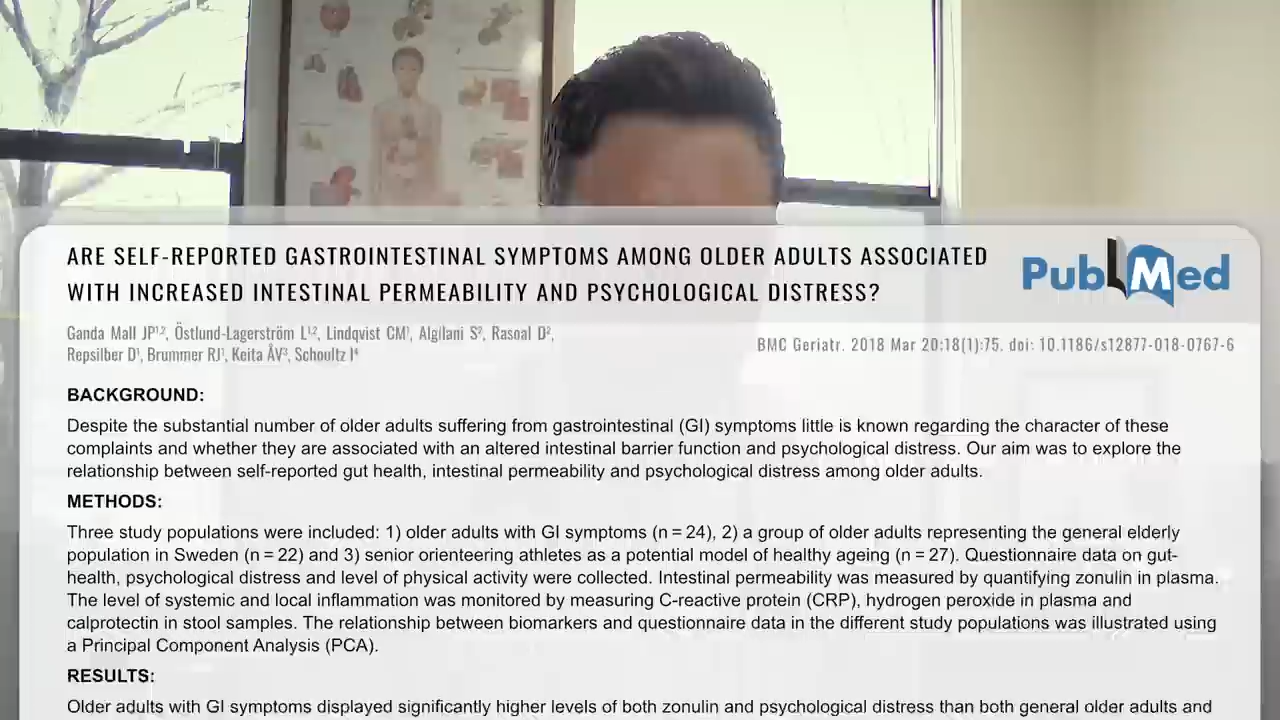 ARE SELF-REPORTED GASTROINTESTINAL SYMPTOMS AMONG OLDER ADULTS ASSOCIATED
WITH INCREASED INTESTINAL PERMEABILITY AND PSYCHOLOGICAL DISTRESS?
PubMed
Ganda Mall JP¹,², Östlund-Lagerström L¹,², Lindqvist CM¹, Algilani S², Rasoal D²,
Repsilber D¹, Brummer RJ¹, Keita ÅV³, Schoultz I⁴
BMC Geriatr. 2018 Mar 20;18(1):75. doi: 10.1186/s12877-018-0767-6
BACKGROUND:
Despite the substantial number of older adults suffering from gastrointestinal (GI) symptoms little is known regarding the character of these
complaints and whether they are associated with an altered intestinal barrier function and psychological distress. Our aim was to explore the
relationship between self-reported gut health, intestinal permeability and psychological distress among older adults.
METHODS:
Three study populations were included: 1) older adults with GI symptoms (n = 24), 2) a group of older adults representing the general elderly
population in Sweden (n = 22) and 3) senior orienteering athletes as a potential model of healthy ageing (n = 27). Questionnaire data on gut-
health, psychological distress and level of physical activity were collected. Intestinal permeability was measured by quantifying zonulin in plasma.
The level of systemic and local inflammation was monitored by measuring C-reactive protein (CRP), hydrogen peroxide in plasma and
calprotectin in stool samples. The relationship between biomarkers and questionnaire data in the different study populations was illustrated using
a Principal Component Analysis (PCA).
RESULTS:
Older adults with GI symptoms displayed significantly higher levels of both zonulin and psychological distress than both general older adults and